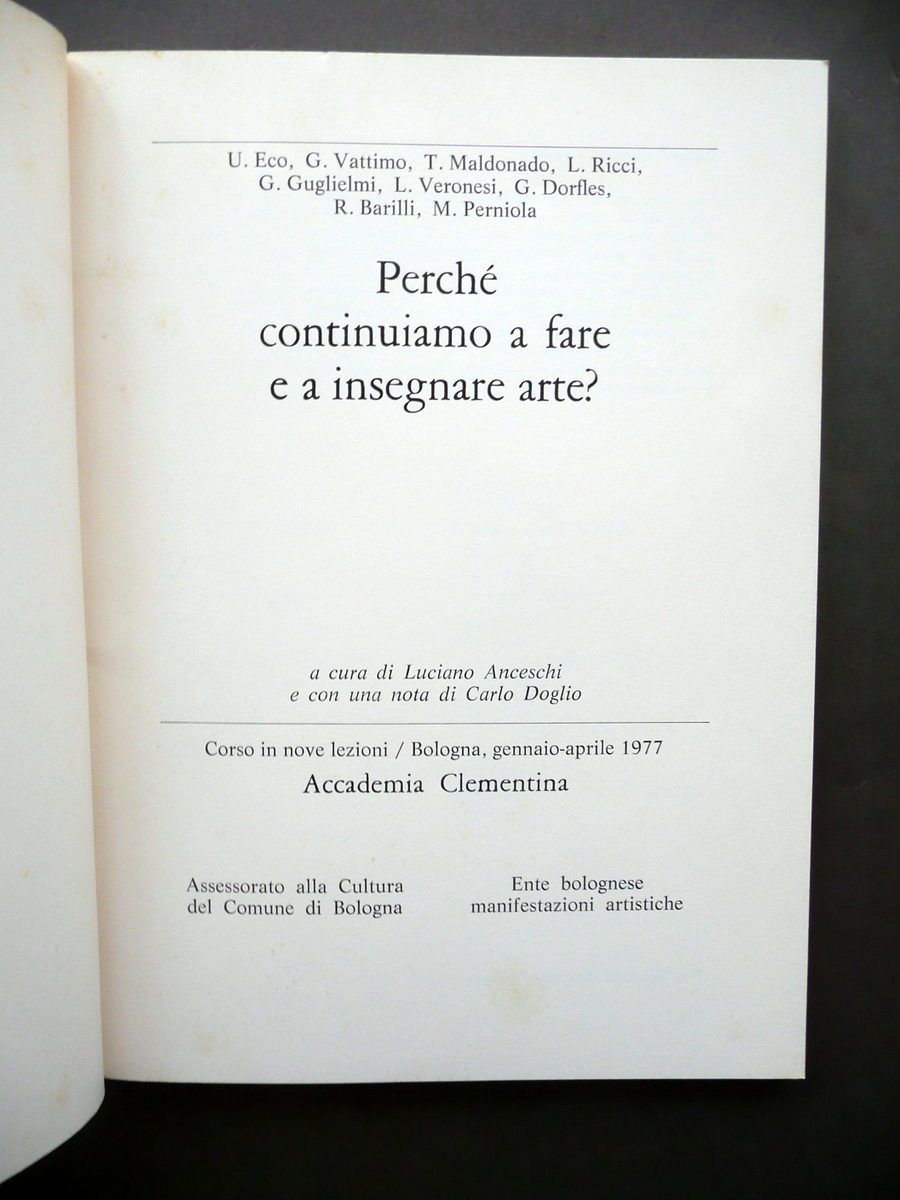 U. Eco, G. Vattimo, T. Maldonado, L. Ricci,
G. Guglielmi, L. Veronesi, G. Dorfles,
R. Barilli, M. Perniola
Perché
continuiamo a fare
e a insegnare arte?
a cura di Luciano Anceschi
e con una nota di Carlo Doglio
Corso in nove lezioni / Bologna, gennaio-aprile 1977
Accademia Clementina
Assessorato alla Cultura
del Comune di Bologna
Ente bolognese
manifestazioni artistiche